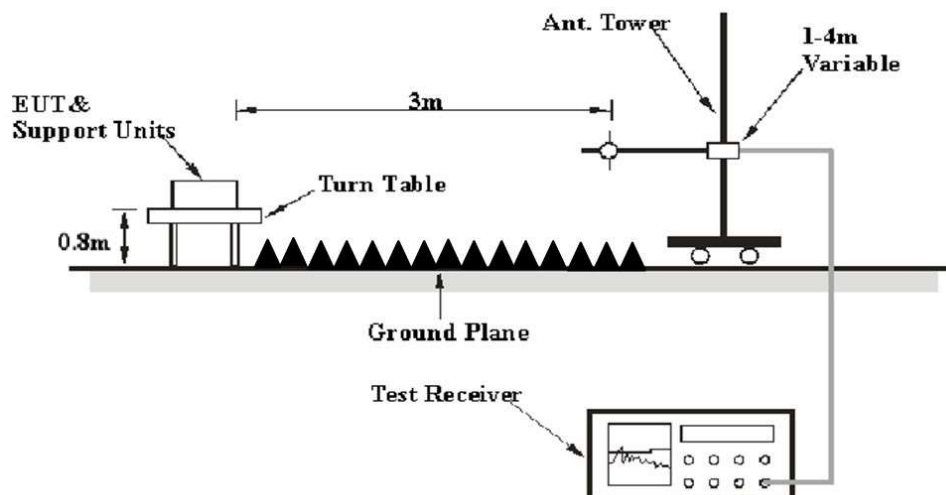 Ant. Tower
1-4m
Variable
EUT &
Support Units
3m
Turn Table
0.8m
Ground Plane
Test Receiver